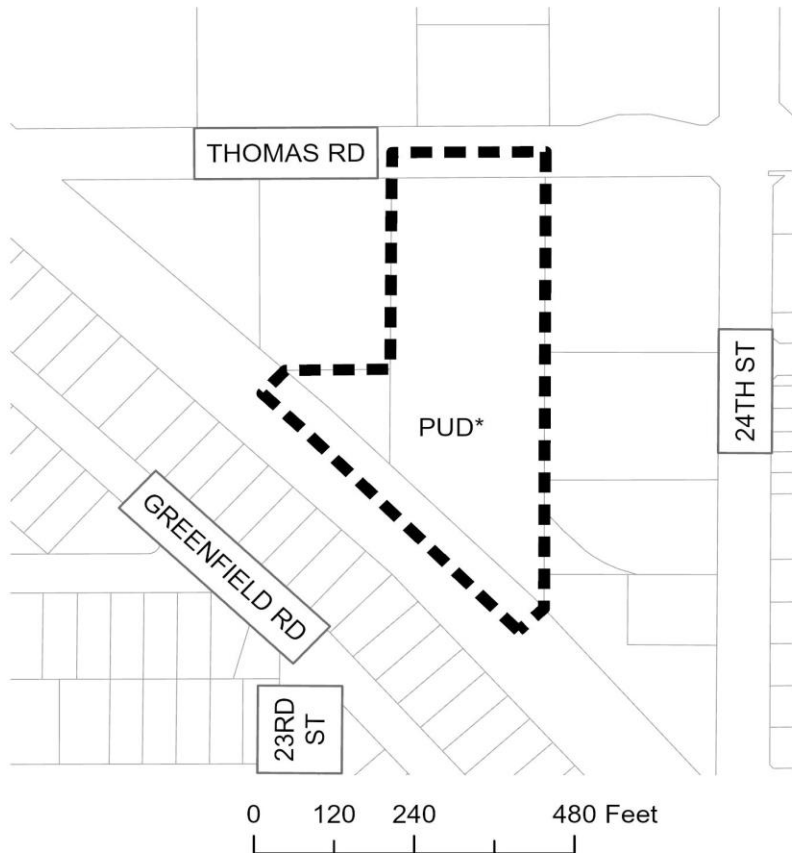 THOMAS RD
PUD*
24TH ST
GREENFIELD RD
23RD
ST
0 120 240 480 Feet